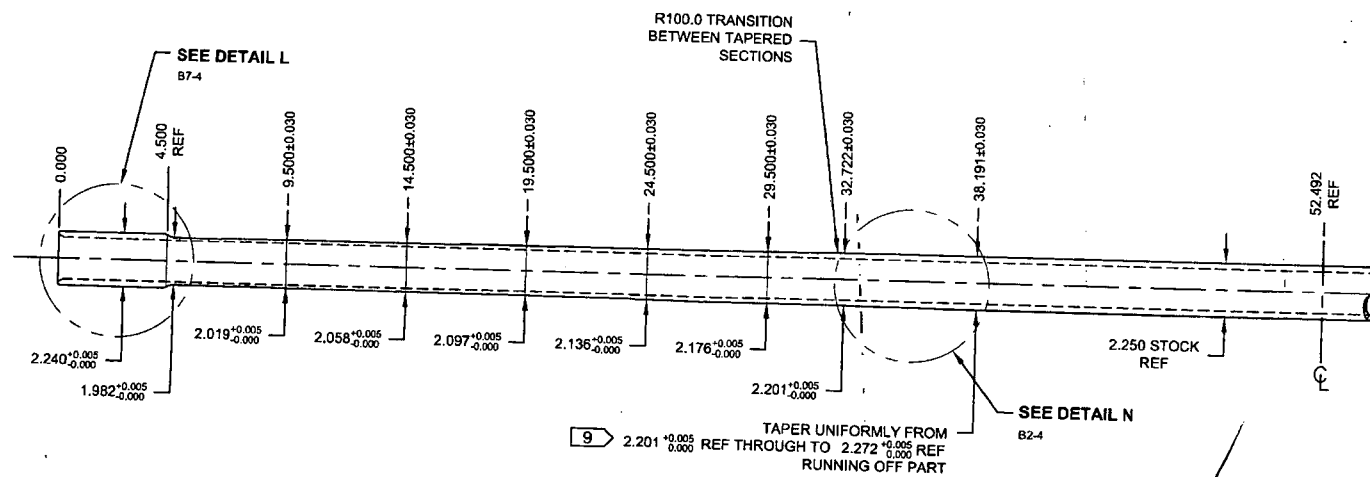 R100.0 TRANSITION
BETWEEN TAPERED
SECTIONS
SEE DETAIL L
B7-4
0.000
4.500
REF
9.500±0.030
14.500±0.030
19.500±0.030
24.500±0.030
29.500±0.030
32.722±0.030
38.191±0.030
52.492
REF
2.240 +0.005 -0.000
1.982 +0.005 -0.000
2.019 +0.005 -0.000
2.058 +0.005 -0.000
2.097 +0.005 -0.000
2.136 +0.005 -0.000
2.176 +0.005 -0.000
2.201 +0.005 -0.000
2.250 STOCK
REF
℄
SEE DETAIL N
B2-4
TAPER UNIFORMLY FROM
9 2.201 +0.005 0.000 REF THROUGH TO 2.272 +0.005 0.000 REF
RUNNING OFF PART